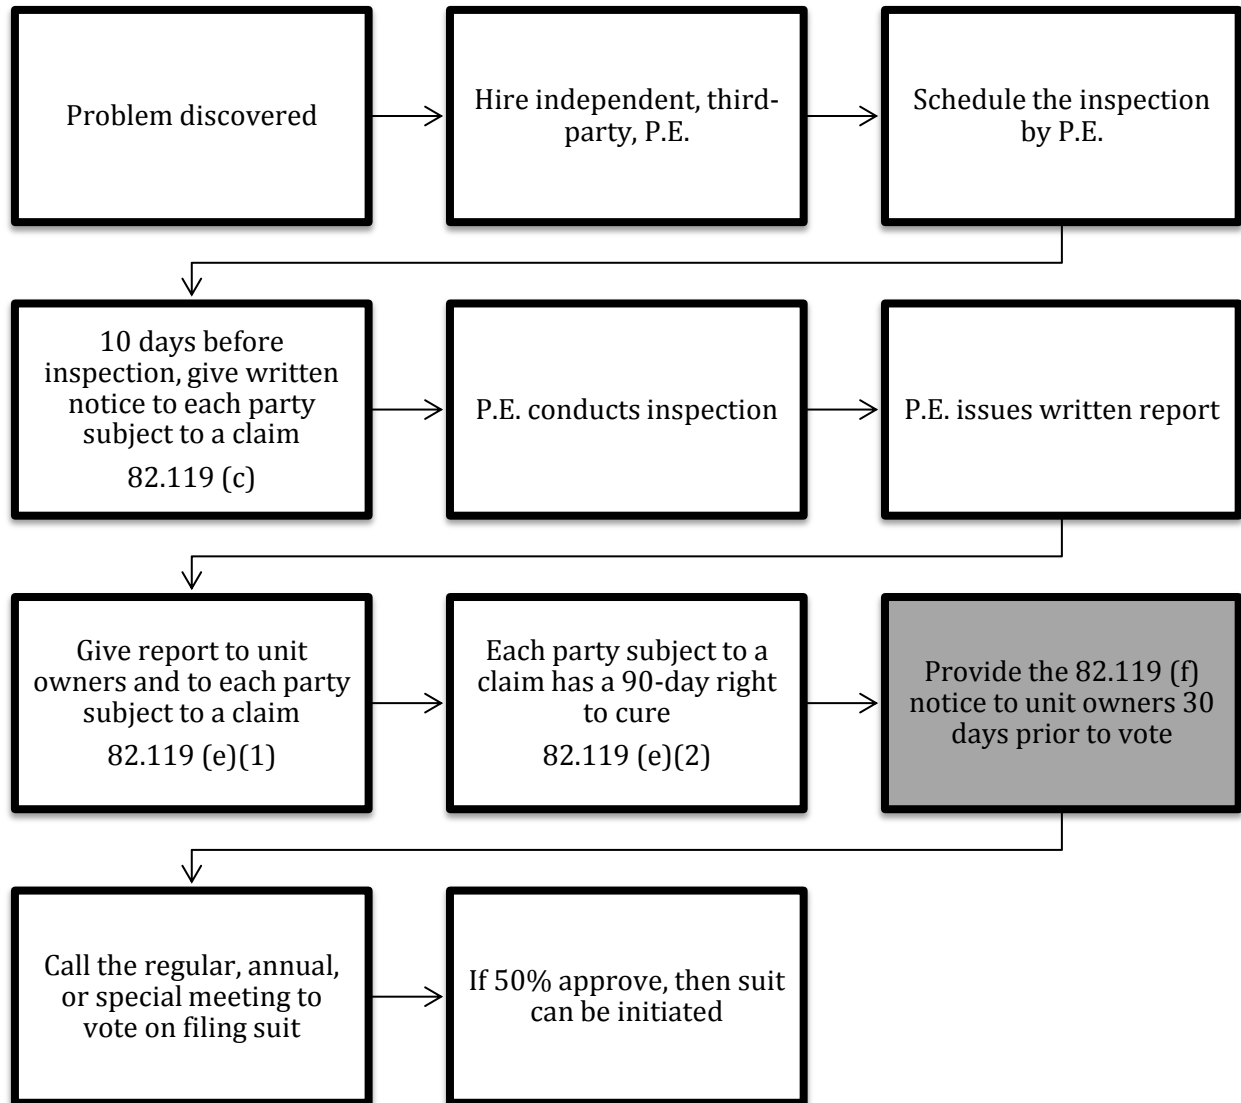 Problem discovered
Hire independent, third-
party, P.E.
Schedule the inspection
by P.E.
10 days before
inspection, give written
notice to each party
subject to a claim
82.119 (c)
P.E. conducts inspection
P.E. issues written report
Give report to unit
owners and to each party
subject to a claim
82.119 (e)(1)
Each party subject to a
claim has a 90-day right
to cure
82.119 (e)(2)
Provide the 82.119 (f)
notice to unit owners 30
days prior to vote
Call the regular, annual,
or special meeting to
vote on filing suit
If 50% approve, then suit
can be initiated